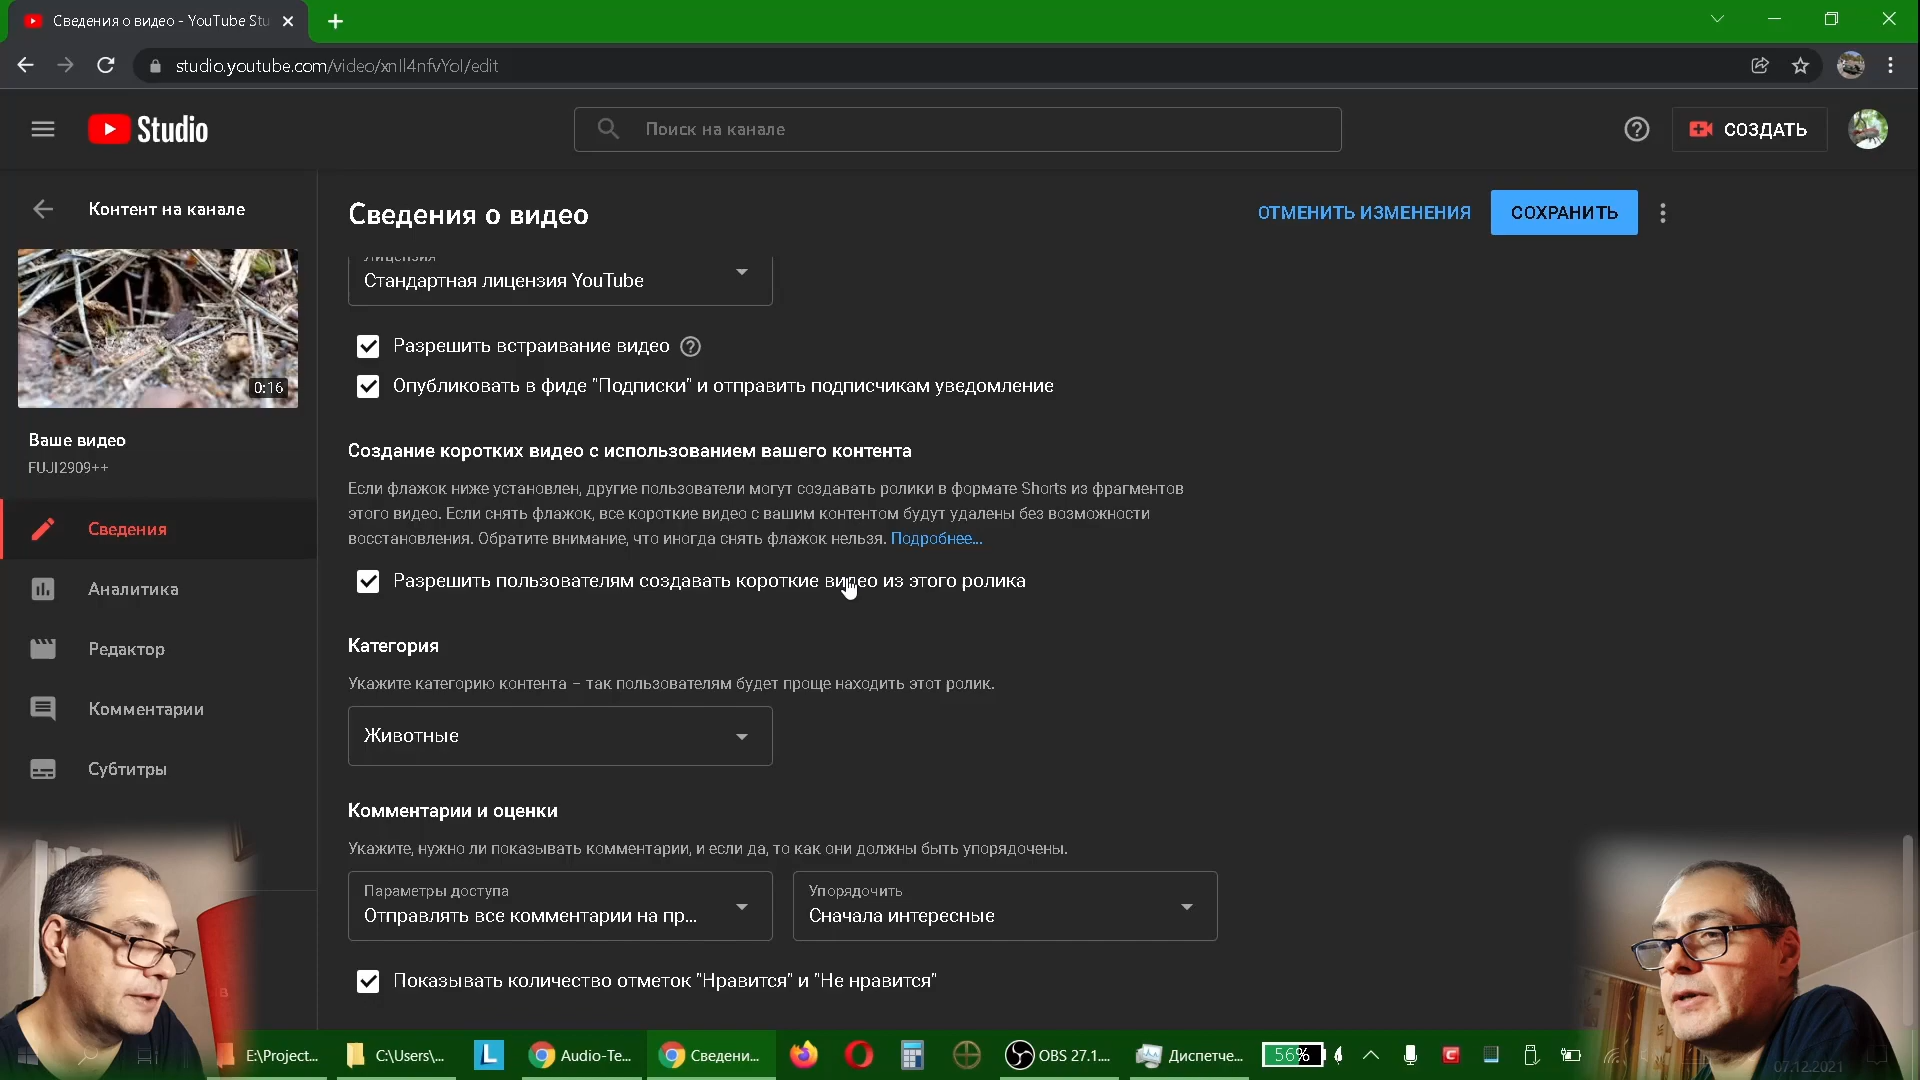 Сведения о видео - YouTube Stu
studio.youtube.com/video/xnIl4nfvYoI/edit
Studio
Поиск на канале
СОЗДАТЬ
Контент на канале
Сведения о видео
ОТМЕНИТЬ ИЗМЕНЕНИЯ
СОХРАНИТЬ
Лицензия
Стандартная лицензия YouTube
0:16
Разрешить встраивание видео
Опубликовать в фиде "Подписки" и отправить подписчикам уведомление
Ваше видео
FUJI2909++
Создание коротких видео с использованием вашего контента
Если флажок ниже установлен, другие пользователи могут создавать ролики в формате Shorts из фрагментов
этого видео. Если снять флажок, все короткие видео с вашим контентом будут удалены без возможности
восстановления. Обратите внимание, что иногда снять флажок нельзя. Подробнее...
Разрешить пользователям создавать короткие видео из этого ролика
Сведения
Аналитика
Редактор
Комментарии
Субтитры
Категория
Укажите категорию контента – так пользователям будет проще находить этот ролик.
Животные
Комментарии и оценки
Укажите, нужно ли показывать комментарии, и если да, то как они должны быть упорядочены.
Параметры доступа
Отправлять все комментарии на пр...
Упорядочить
Сначала интересные
Показывать количество отметок "Нравится" и "Не нравится"
E:\Project...
C:\Users\...
L
Audio-Te...
Сведени...
OBS 27.1....
Диспетче...
56%
07.12.2021